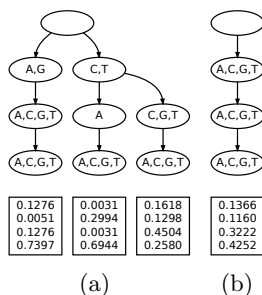 A,G C,T A,C,G,T
A,C,G,T A C,G,T A,C,G,T
A,C,G,T A,C,G,T A,C,G,T A,C,G,T
0.1276 0.0031 0.1618 0.1366
0.0051 0.2994 0.1298 0.1160
0.1276 0.0031 0.4504 0.3222
0.7397 0.6944 0.2580 0.4252
(a) (b)